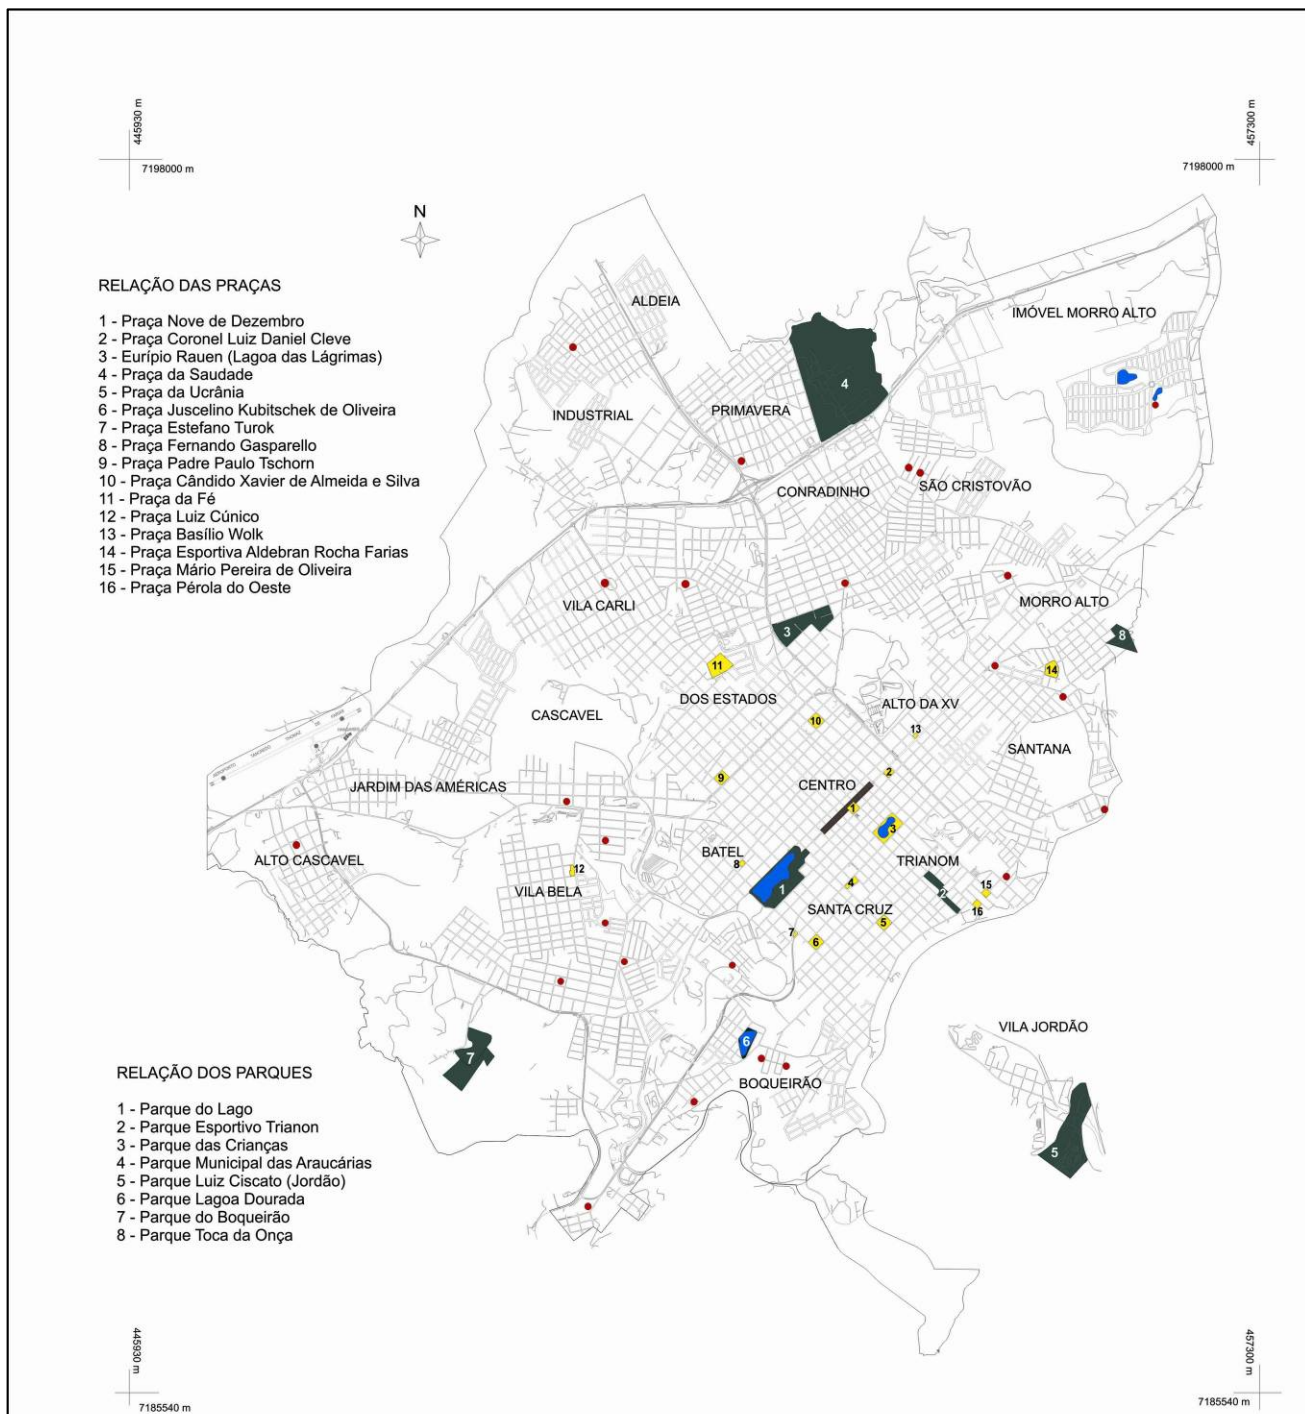 445930 m
457300 m
7198000 m
7198000 m
N
RELAÇÃO DAS PRAÇAS
1 - Praça Nove de Dezembro
2 - Praça Coronel Luiz Daniel Cleve
3 - Eurípio Rauen (Lagoa das Lágrimas)
4 - Praça da Saudade
5 - Praça da Ucrânia
6 - Praça Juscelino Kubitschek de Oliveira
7 - Praça Estefano Turok
8 - Praça Fernando Gasparello
9 - Praça Padre Paulo Tschorn
10 - Praça Cândido Xavier de Almeida e Silva
11 - Praça da Fé
12 - Praça Luiz Cúnico
13 - Praça Basílio Wolk
14 - Praça Esportiva Aldebran Rocha Farias
15 - Praça Mário Pereira de Oliveira
16 - Praça Pérola do Oeste
ALDEIA
IMÓVEL MORRO ALTO
4
INDUSTRIAL
PRIMAVERA
CONRADINHO
SÃO CRISTOVÃO
VILA CARLI
MORRO ALTO
3
8
11
14
DOS ESTADOS
ALTO DA XV
CASCAVEL
10
13
SANTANA
2
9
CENTRO
JARDIM DAS AMÉRICAS
1
3
BATEL
ALTO CASCAVEL
8
TRIANOM
12
VILA BELA
1
4
2
15
16
SANTA CRUZ
5
7
6
VILA JORDÃO
6
7
BOQUEIRÃO
5
RELAÇÃO DOS PARQUES
1 - Parque do Lago
2 - Parque Esportivo Trianon
3 - Parque das Crianças
4 - Parque Municipal das Araucárias
5 - Parque Luiz Ciscato (Jordão)
6 - Parque Lagoa Dourada
7 - Parque do Boqueirão
8 - Parque Toca da Onça
445930 m
457300 m
7185540 m
7185540 m